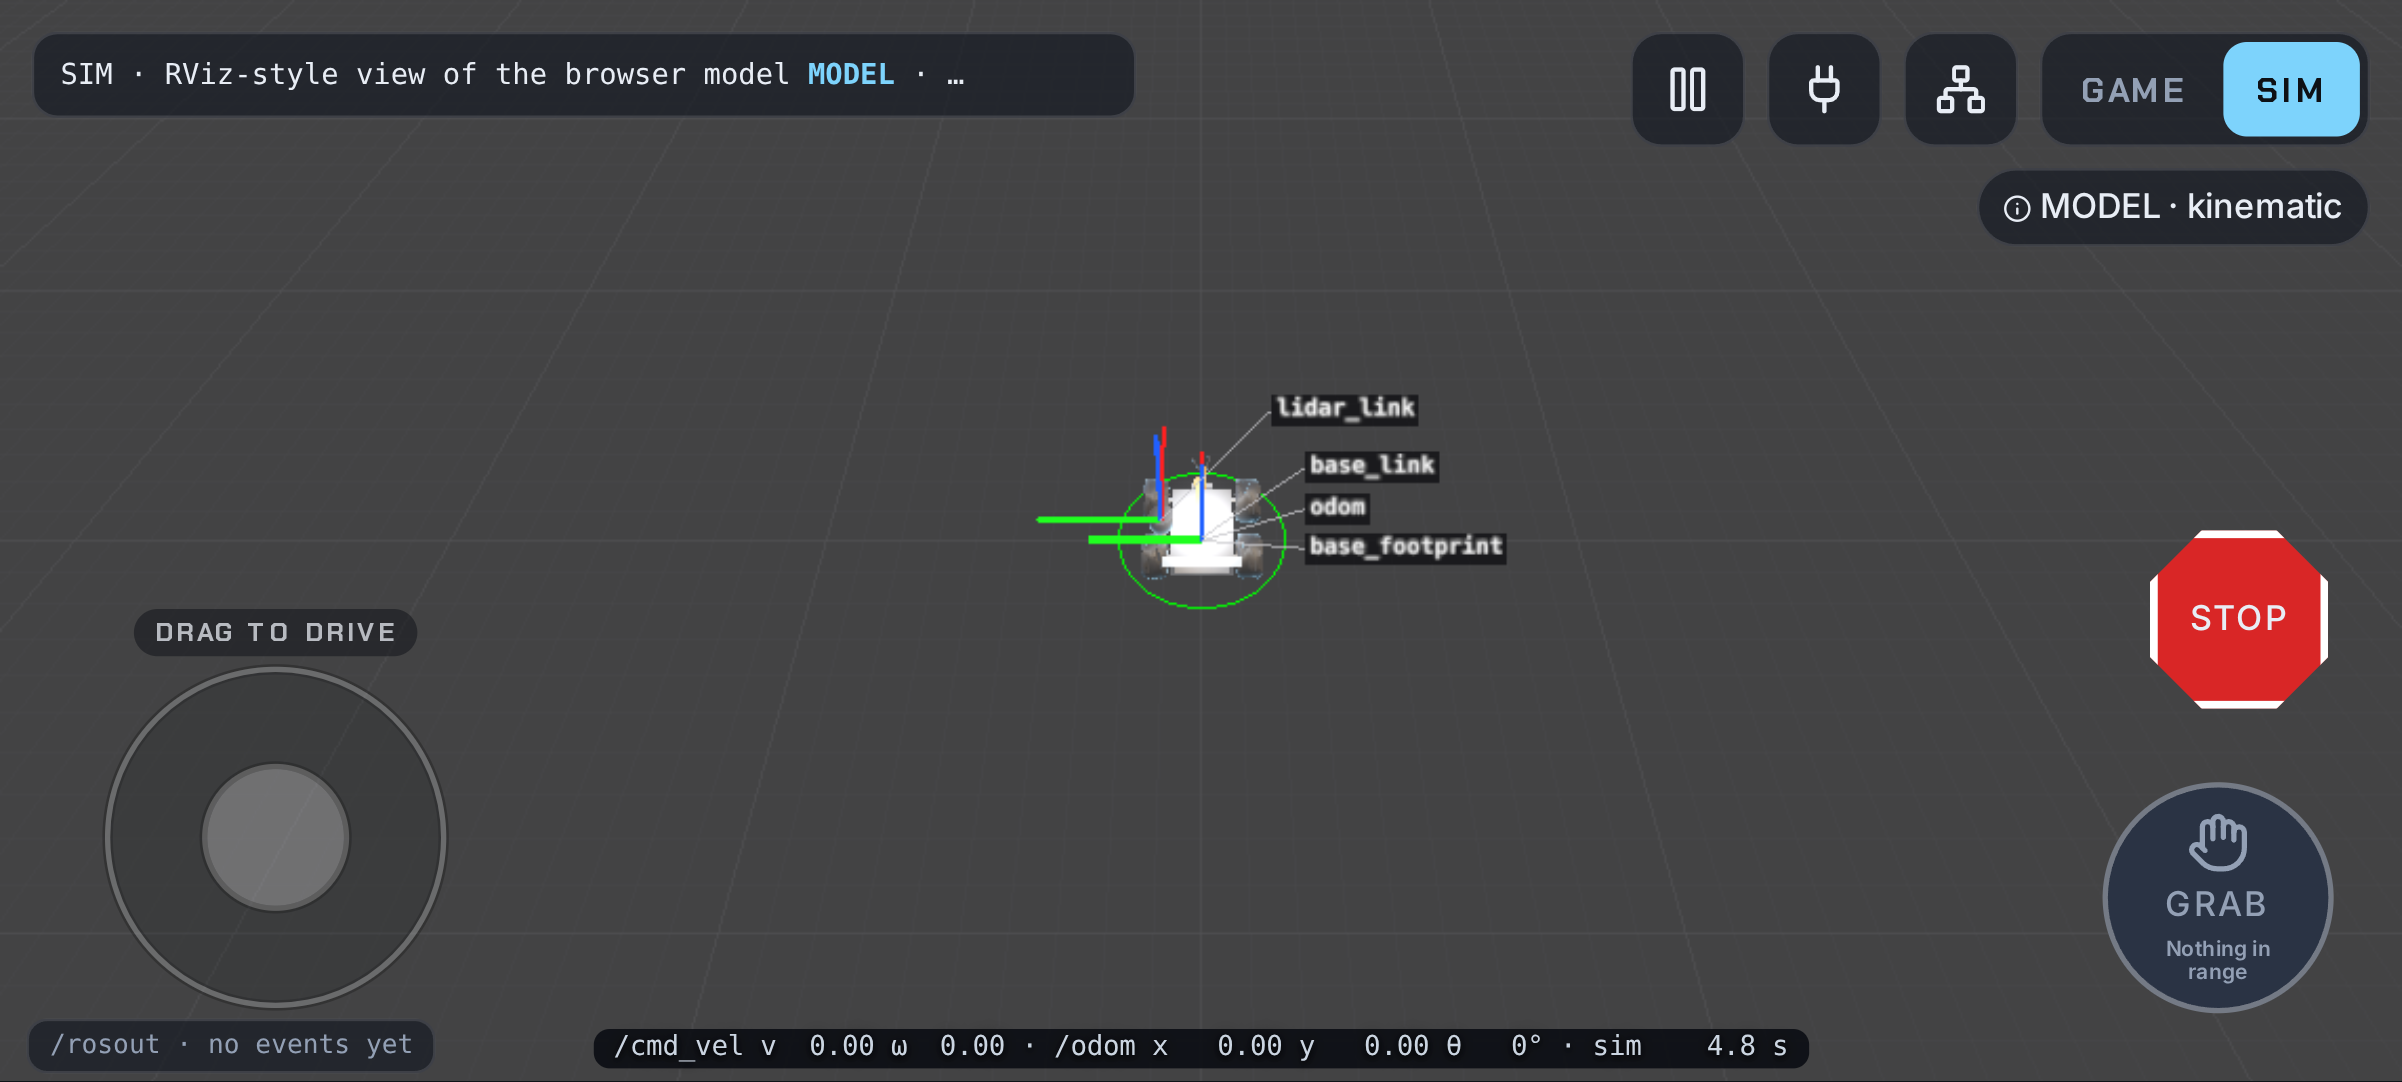 SIM · RViz-style view of the browser model MODEL · …
GAME
SIM
MODEL · kinematic
lidar_link
base_link
odom
base_footprint
DRAG TO DRIVE
STOP
GRAB
Nothing in
range
/rosout · no events yet
/cmd_vel v 0.00 ω 0.00 · /odom x 0.00 y 0.00 θ 0° · sim 4.8 s